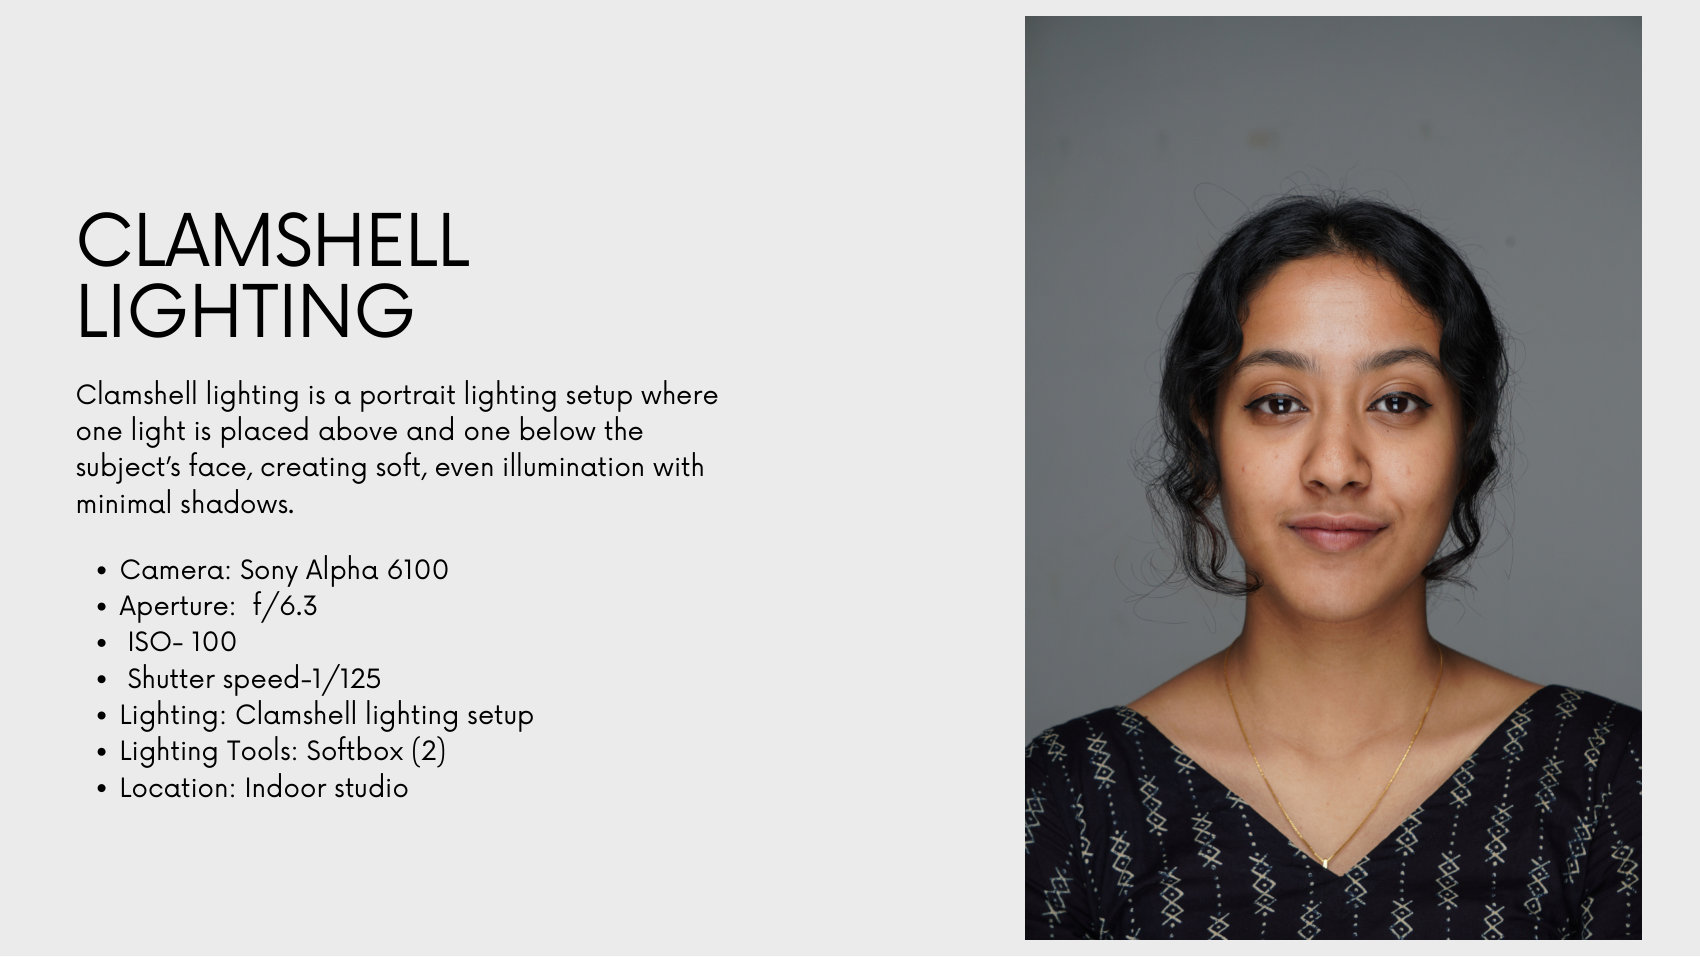 CLAMSHELL
LIGHTING
Clamshell lighting is a portrait lighting setup where
one light is placed above and one below the
subject's face, creating soft, even illumination with
minimal shadows.
• Camera: Sony Alpha 6100
• Aperture:  f/6.3
•  ISO- 100
•  Shutter speed-1/125
• Lighting: Clamshell lighting setup
• Lighting Tools: Softbox (2)
• Location: Indoor studio